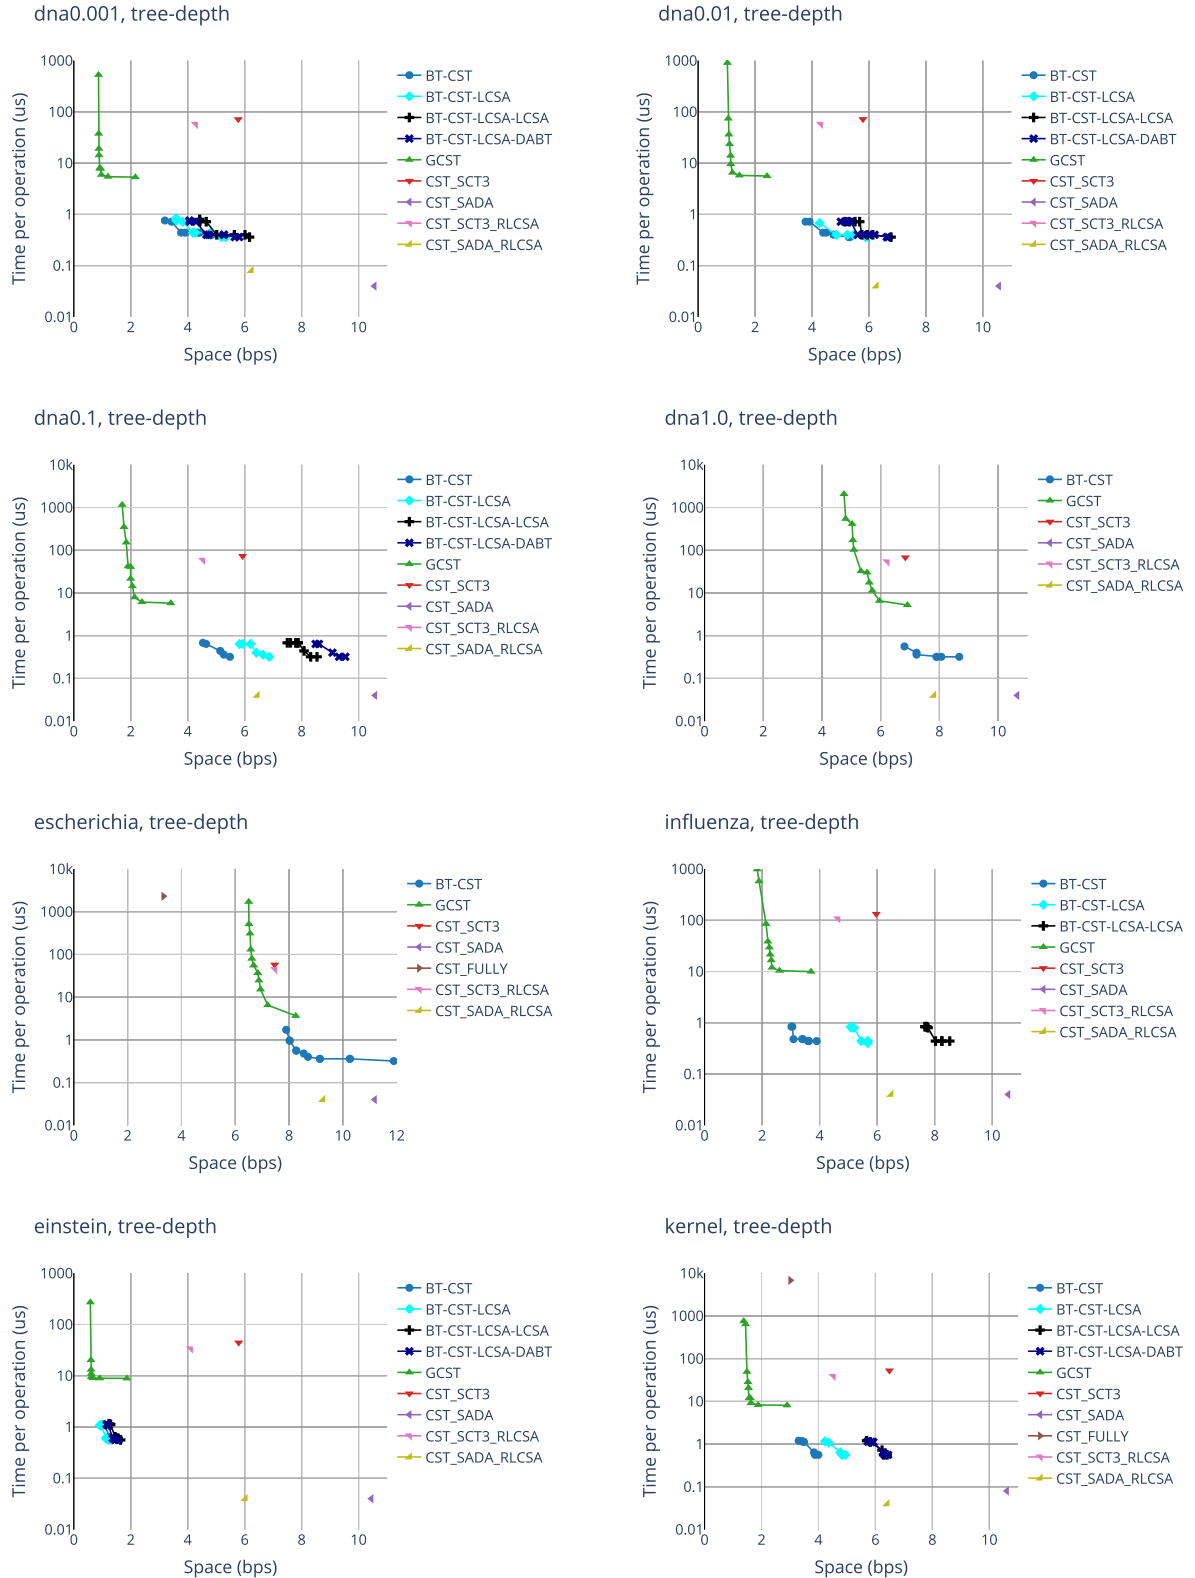 dna0.001, tree-depth
Time per operation (us)
1000
100
10
1
0.1
0.01
0
2
4
6
8
10
Space (bps)
BT-CST
BT-CST-LCSA
BT-CST-LCSA-LCSA
BT-CST-LCSA-DABT
GCST
CST_SCT3
CST_SADA
CST_SCT3_RLCSA
CST_SADA_RLCSA
dna0.01, tree-depth
Time per operation (us)
1000
100
10
1
0.1
0.01
0
2
4
6
8
10
Space (bps)
BT-CST
BT-CST-LCSA
BT-CST-LCSA-LCSA
BT-CST-LCSA-DABT
GCST
CST_SCT3
CST_SADA
CST_SCT3_RLCSA
CST_SADA_RLCSA
dna0.1, tree-depth
Time per operation (us)
10k
1000
100
10
1
0.1
0.01
0
2
4
6
8
10
Space (bps)
BT-CST
BT-CST-LCSA
BT-CST-LCSA-LCSA
BT-CST-LCSA-DABT
GCST
CST_SCT3
CST_SADA
CST_SCT3_RLCSA
CST_SADA_RLCSA
dna1.0, tree-depth
Time per operation (us)
10k
1000
100
10
1
0.1
0.01
0
2
4
6
8
10
Space (bps)
BT-CST
GCST
CST_SCT3
CST_SADA
CST_SCT3_RLCSA
CST_SADA_RLCSA
escherichia, tree-depth
Time per operation (us)
10k
1000
100
10
1
0.1
0.01
0
2
4
6
8
10
12
Space (bps)
BT-CST
GCST
CST_SCT3
CST_SADA
CST_FULLY
CST_SCT3_RLCSA
CST_SADA_RLCSA
influenza, tree-depth
Time per operation (us)
1000
100
10
1
0.1
0.01
0
2
4
6
8
10
Space (bps)
BT-CST
BT-CST-LCSA
BT-CST-LCSA-LCSA
GCST
CST_SCT3
CST_SADA
CST_SCT3_RLCSA
CST_SADA_RLCSA
einstein, tree-depth
Time per operation (us)
1000
100
10
1
0.1
0.01
0
2
4
6
8
10
Space (bps)
BT-CST
BT-CST-LCSA
BT-CST-LCSA-LCSA
BT-CST-LCSA-DABT
GCST
CST_SCT3
CST_SADA
CST_SCT3_RLCSA
CST_SADA_RLCSA
kernel, tree-depth
Time per operation (us)
10k
1000
100
10
1
0.1
0.01
0
2
4
6
8
10
Space (bps)
BT-CST
BT-CST-LCSA
BT-CST-LCSA-LCSA
BT-CST-LCSA-DABT
GCST
CST_SCT3
CST_SADA
CST_FULLY
CST_SCT3_RLCSA
CST_SADA_RLCSA